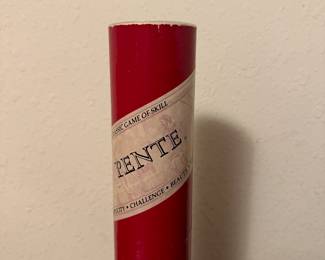 CLASSIC GAME OF SKILL
PENTE
• CHALLENGE • BEAUTY